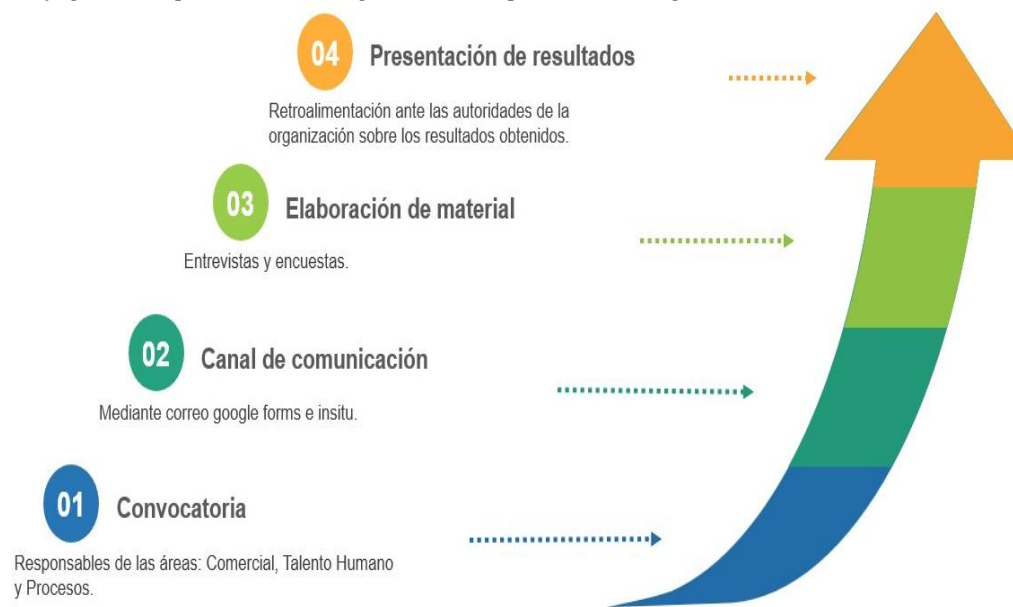 04 Presentación de resultados
Retroalimentación ante las autoridades de la
organización sobre los resultados obtenidos.
03 Elaboración de material
Entrevistas y encuestas.
02 Canal de comunicación
Mediante correo google forms e insitu.
01 Convocatoria
Responsables de las áreas: Comercial, Talento Humano
y Procesos.